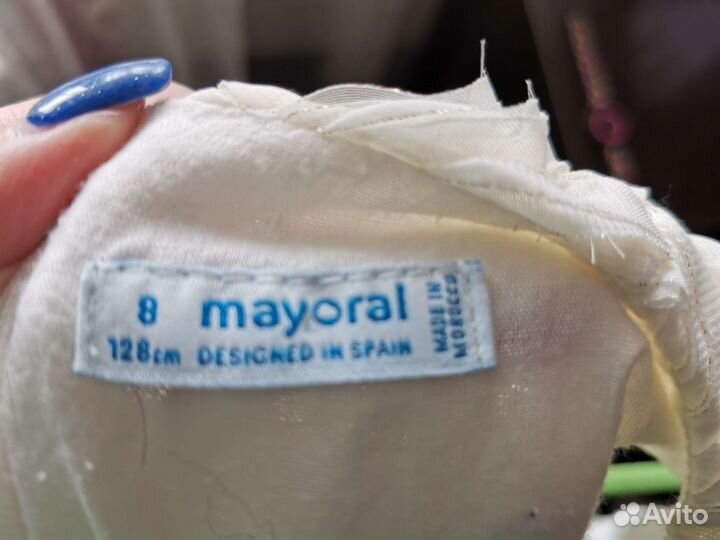 8 mayoral
128cm DESIGNED IN SPAIN
MADE IN
MOROCCO
Avito